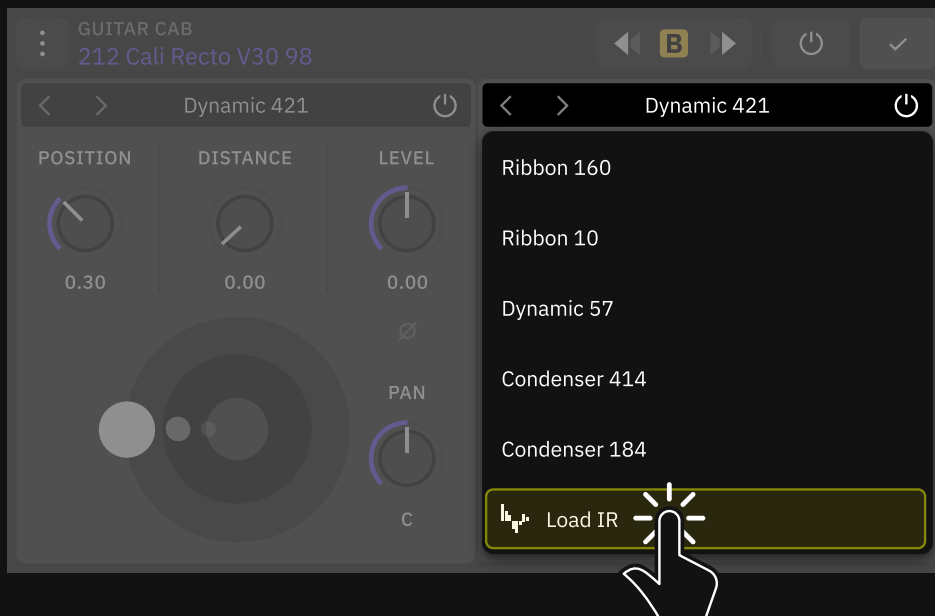 GUITAR CAB
212 Cali Recto V30 98
B
Dynamic 421
Dynamic 421
POSITION
DISTANCE
LEVEL
0.30
0.00
0.00
Ø
PAN
C
Ribbon 160
Ribbon 10
Dynamic 57
Condenser 414
Condenser 184
Load IR